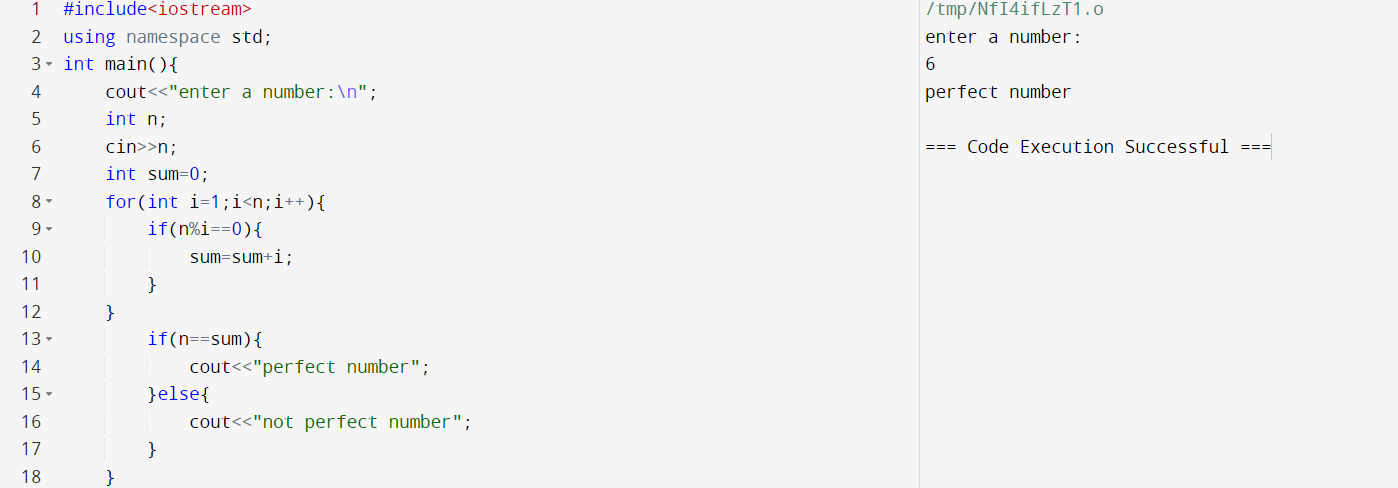 1 #include<iostream>
2 using namespace std;
3 int main(){
4     cout<<"enter a number:\n";
5     int n;
6     cin>>n;
7     int sum=0;
8     for(int i=1;i<n;i++){
9         if(n%i==0){
10             sum=sum+i;
11         }
12     }
13         if(n==sum){
14             cout<<"perfect number";
15         }else{
16             cout<<"not perfect number";
17         }
18     }
/tmp/NfI4ifLzT1.o
enter a number:
6
perfect number
=== Code Execution Successful ===